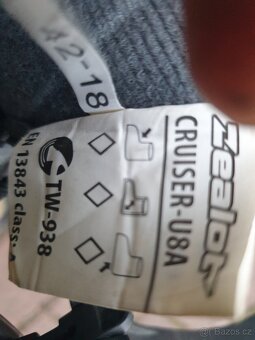 42-18
Zealot
CRUISER-U8A
TW-938
EN 13843 class:
Bazos.cz